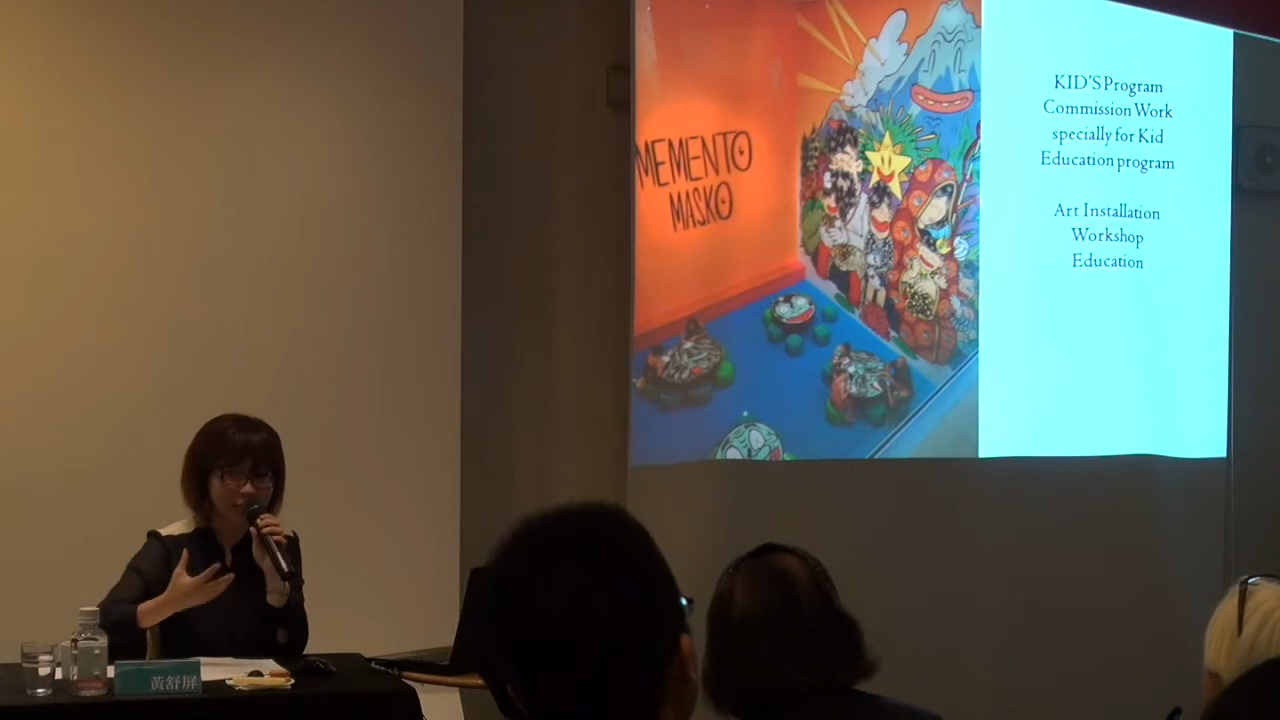 MEMENTO
MASKO
KID'S Program
Commission Work
specially for Kid
Education program
Art Installation
Workshop
Education
黃舒屏